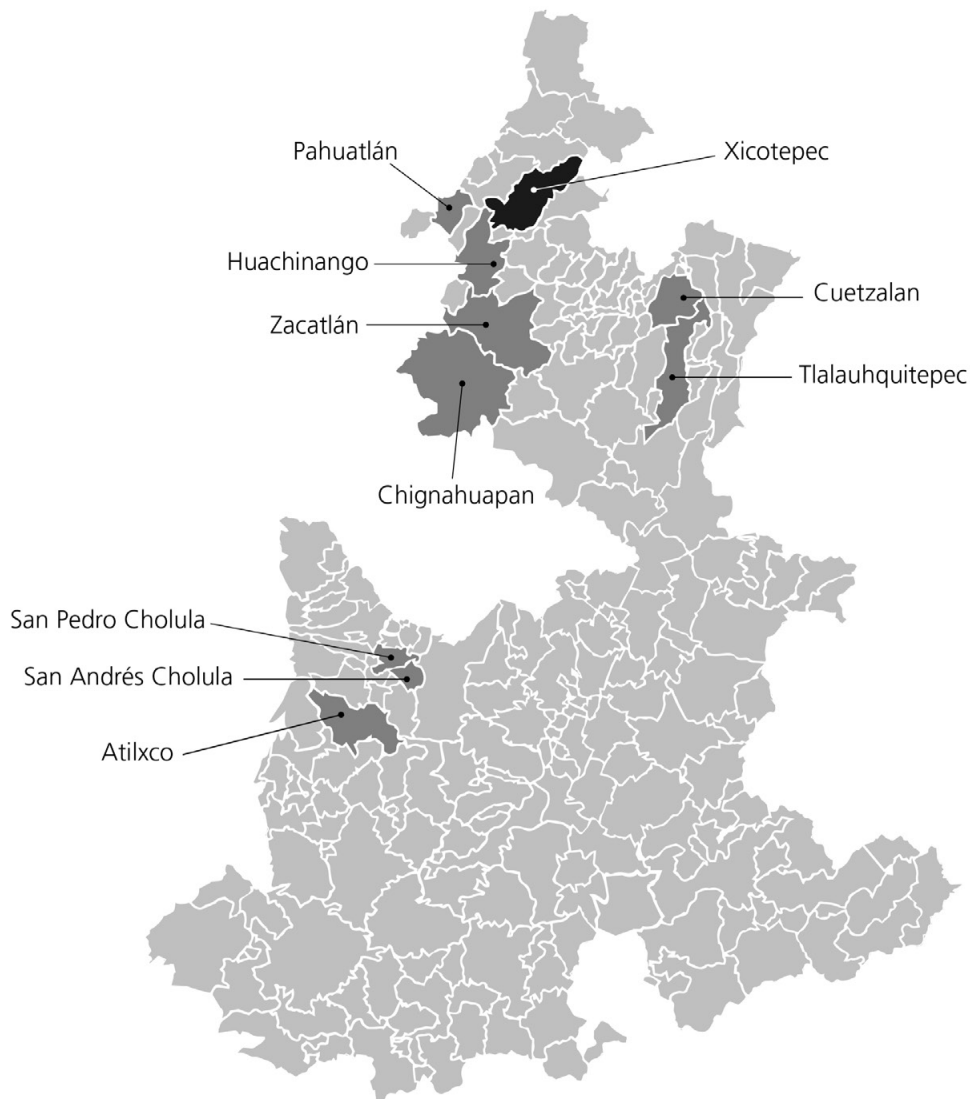 Pahuatlán
Xicotepec
Huachinango
Cuetzalan
Zacatlán
Tlalauhquitepec
Chignahuapan
San Pedro Cholula
San Andrés Cholula
Atilxco